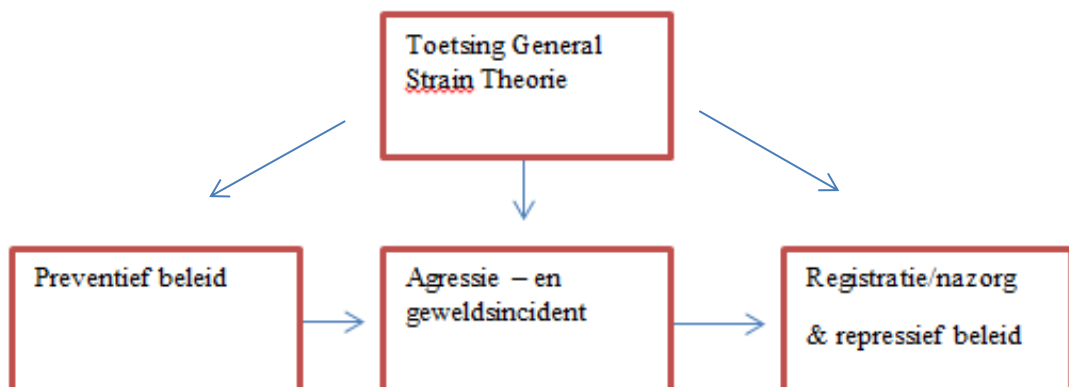 Toetsing General
Strain Theorie
Preventief beleid
Agressie – en
geweldsincident
Registratie/nazorg
& repressief beleid